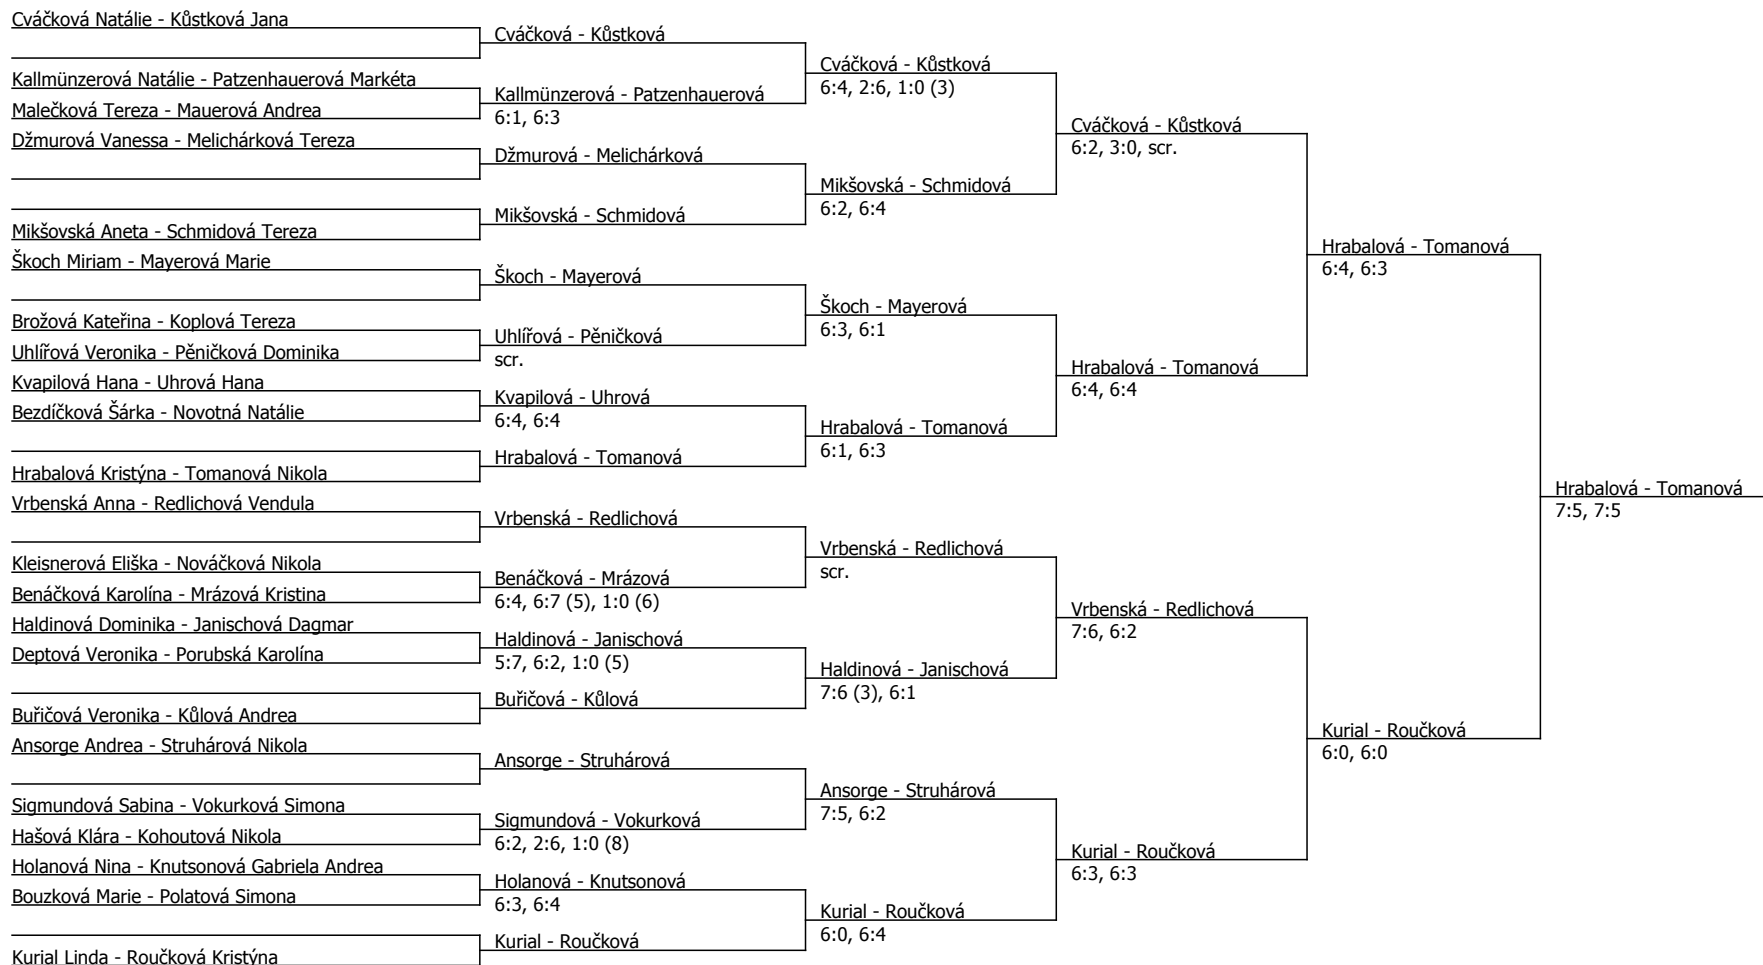 Cváčková Natálie - Kůstková Jana
Kallmünzerová Natálie - Patzenhauerová Markéta
Malečková Tereza - Mauerová Andrea
Džmurová Vanessa - Melichárková Tereza
Mikšovská Aneta - Schmidová Tereza
Škoch Miriam - Mayerová Marie
Brožová Kateřina - Koplová Tereza
Uhlířová Veronika - Pěničková Dominika
Kvapilová Hana - Uhrová Hana
Bezdíčková Šárka - Novotná Natálie
Hrabalová Kristýna - Tomanová Nikola
Vrbenská Anna - Redlichová Vendula
Kleisnerová Eliška - Nováčková Nikola
Benáčková Karolína - Mrázová Kristina
Haldinová Dominika - Janischová Dagmar
Deptová Veronika - Porubská Karolína
Buřičová Veronika - Kůlová Andrea
Ansorge Andrea - Struhárová Nikola
Sigmundová Sabina - Vokurková Simona
Hašová Klára - Kohoutová Nikola
Holanová Nina - Knutsonová Gabriela Andrea
Bouzková Marie - Polatová Simona
Kurial Linda - Roučková Kristýna
Cváčková - Kůstková
Kallmünzerová - Patzenhauerová
6:1, 6:3
Džmurová - Melichárková
Mikšovská - Schmidová
Škoch - Mayerová
Uhlířová - Pěničková
scr.
Kvapilová - Uhrová
6:4, 6:4
Hrabalová - Tomanová
Vrbenská - Redlichová
Benáčková - Mrázová
6:4, 6:7 (5), 1:0 (6)
Haldinová - Janischová
5:7, 6:2, 1:0 (5)
Buřičová - Kůlová
Ansorge - Struhárová
Sigmundová - Vokurková
6:2, 2:6, 1:0 (8)
Holanová - Knutsonová
6:3, 6:4
Kurial - Roučková
Cváčková - Kůstková
6:4, 2:6, 1:0 (3)
Mikšovská - Schmidová
6:2, 6:4
Škoch - Mayerová
6:3, 6:1
Hrabalová - Tomanová
6:1, 6:3
Vrbenská - Redlichová
scr.
Haldinová - Janischová
7:6 (3), 6:1
Ansorge - Struhárová
7:5, 6:2
Kurial - Roučková
6:0, 6:4
Cváčková - Kůstková
6:2, 3:0, scr.
Hrabalová - Tomanová
6:4, 6:4
Vrbenská - Redlichová
7:6, 6:2
Kurial - Roučková
6:3, 6:3
Hrabalová - Tomanová
6:4, 6:3
Kurial - Roučková
6:0, 6:0
Hrabalová - Tomanová
7:5, 7:5